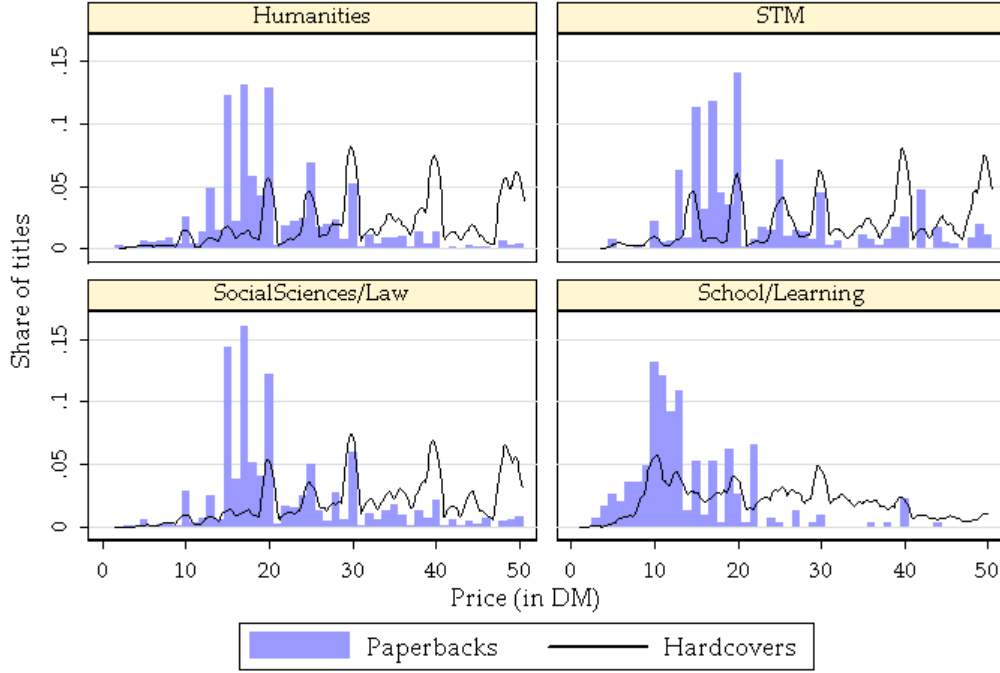 Humanities
STM
.15
.1
.05
0
SocialSciences/Law
School/Learning
.15
.1
.05
0
Share of titles
0 10 20 30 40 50
0 10 20 30 40 50
Price (in DM)
Paperbacks
Hardcovers